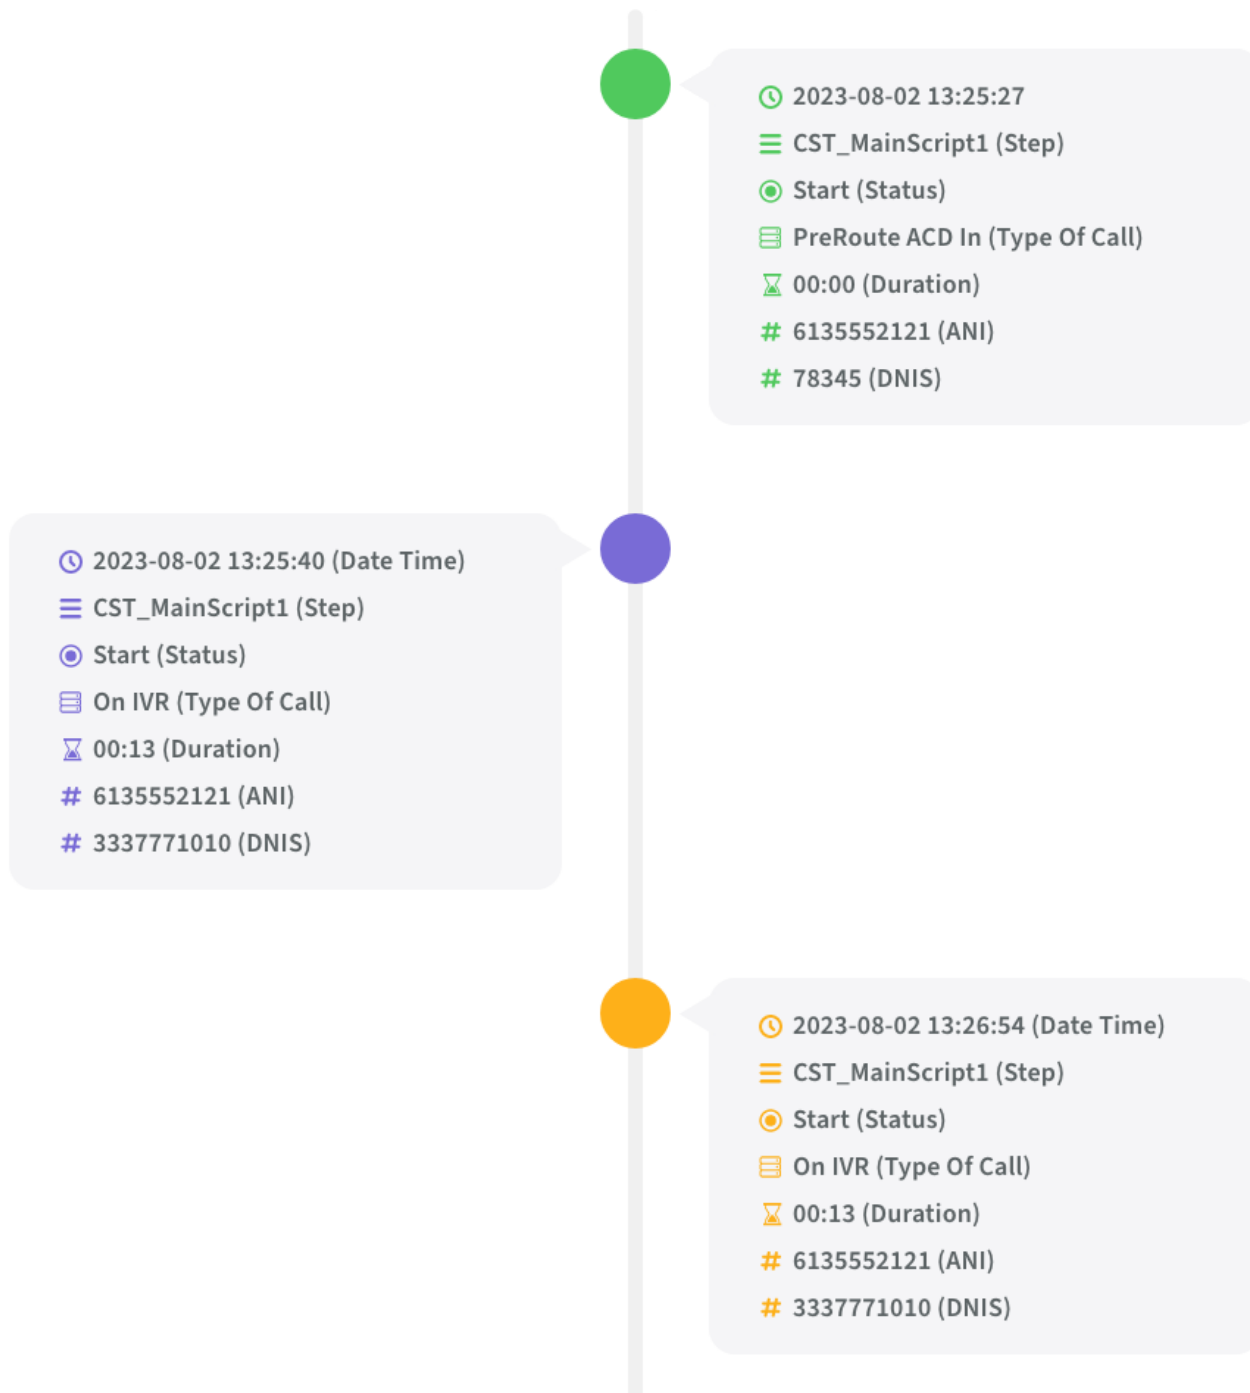 2023-08-02 13:25:27
CST_MainScript1 (Step)
Start (Status)
PreRoute ACD In (Type Of Call)
00:00 (Duration)
# 6135552121 (ANI)
# 78345 (DNIS)
2023-08-02 13:25:40 (Date Time)
CST_MainScript1 (Step)
Start (Status)
On IVR (Type Of Call)
00:13 (Duration)
# 6135552121 (ANI)
# 3337771010 (DNIS)
2023-08-02 13:26:54 (Date Time)
CST_MainScript1 (Step)
Start (Status)
On IVR (Type Of Call)
00:13 (Duration)
# 6135552121 (ANI)
# 3337771010 (DNIS)